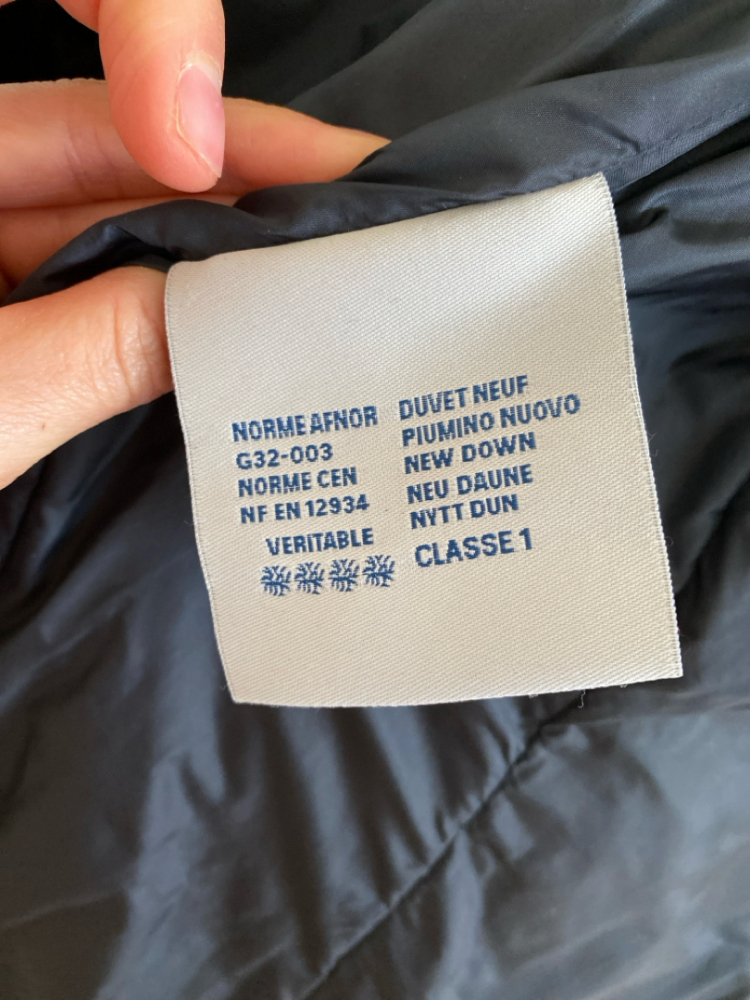 NORME AFNOR
G32-003
NORME CEN
NF EN 12934
VERITABLE
DUVET NEUF
PIUMINO NUOVO
NEW DOWN
NEU DAUNE
NYTT DUN
CLASSE 1